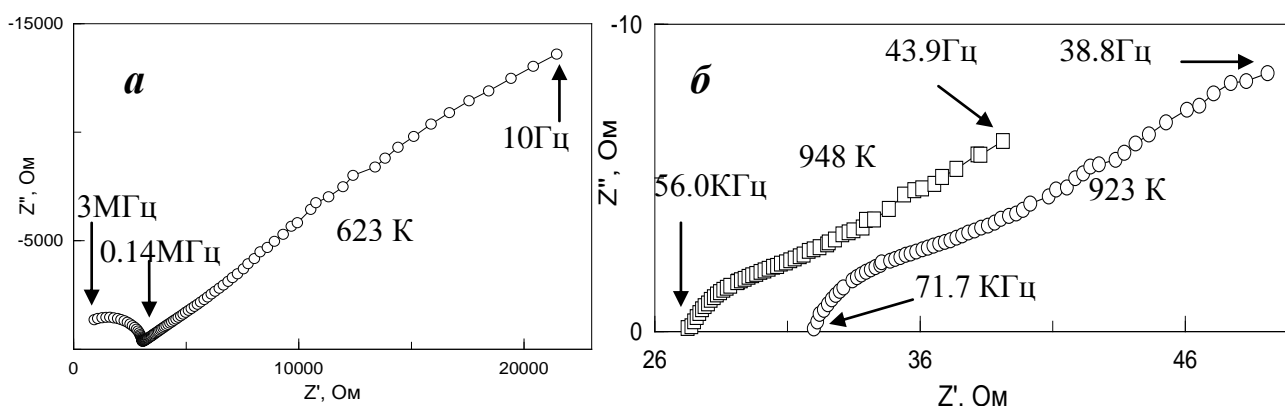 -15000
а
10Гц
Z'', Ом
3МГц
-5000
0.14МГц
623 К
0
10000
20000
Z', Ом
-10
43.9Гц
38.8Гц
б
Z'', Ом
948 К
56.0КГц
923 К
71.7 КГц
0
26
36
46
Z', Ом